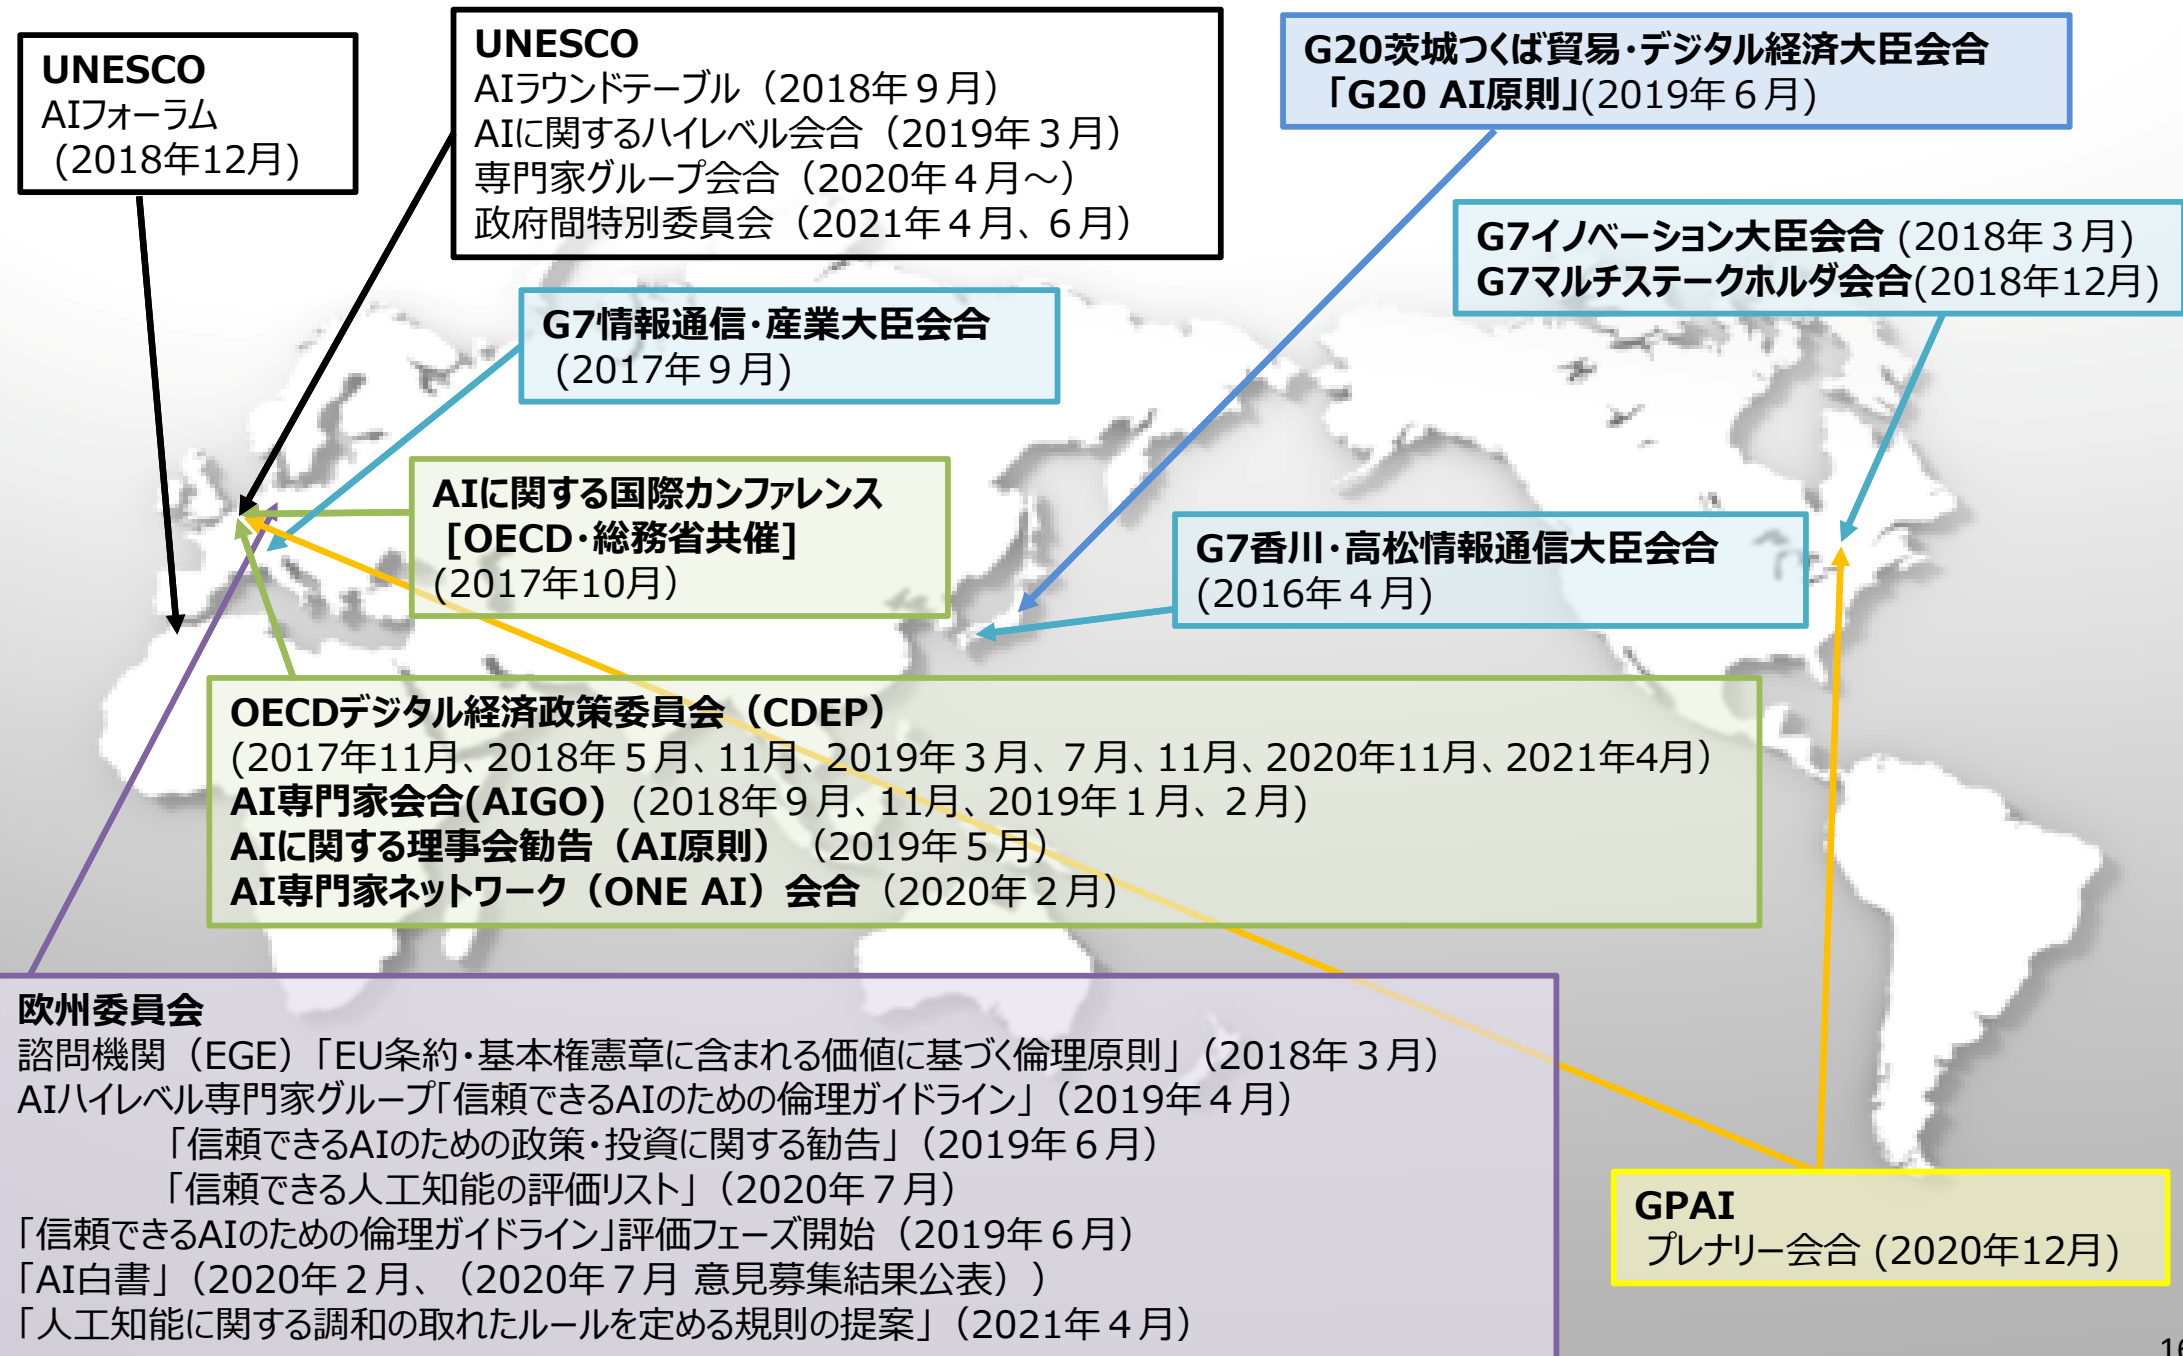 UNESCO
AIフォーラム
(2018年12月)
UNESCO
AIラウンドテーブル（2018年９月）
AIに関するハイレベル会合（2019年３月）
専門家グループ会合（2020年４月～）
政府間特別委員会（2021年４月、６月）
G20茨城つくば貿易・デジタル経済大臣会合
「G20 AI原則」(2019年６月)
G7イノベーション大臣会合 (2018年３月)
G7マルチステークホルダ会合(2018年12月)
G7情報通信・産業大臣会合
(2017年９月)
AIに関する国際カンファレンス
[OECD・総務省共催]
(2017年10月）
G7香川・高松情報通信大臣会合
(2016年４月)
OECDデジタル経済政策委員会（CDEP）
(2017年11月、2018年５月、11月、2019年３月、７月、11月、2020年11月、2021年4月）
AI専門家会合(AIGO)（2018年９月、11月、2019年１月、２月)
AIに関する理事会勧告（AI原則）（2019年５月）
AI専門家ネットワーク（ONE AI）会合（2020年２月）
欧州委員会
諮問機関（EGE）「EU条約・基本権憲章に含まれる価値に基づく倫理原則」（2018年３月）
AIハイレベル専門家グループ「信頼できるAIのための倫理ガイドライン」（2019年４月）
「信頼できるAIのための政策・投資に関する勧告」（2019年６月）
「信頼できる人工知能の評価リスト」（2020年７月）
「信頼できるAIのための倫理ガイドライン」評価フェーズ開始（2019年６月）
「AI白書」（2020年２月、（2020年７月 意見募集結果公表））
「人工知能に関する調和の取れたルールを定める規則の提案」（2021年４月）
GPAI
プレナリー会合 (2020年12月)